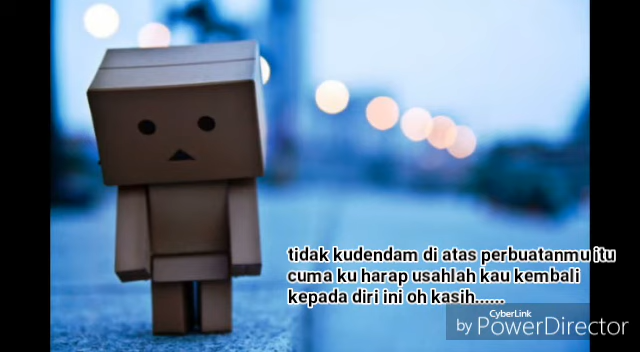 tidak kudendam di atas perbuatanmu itu
cuma ku harap usahlah kau kembali
kepada diri ini oh kasih......
CyberLink
by PowerDirector